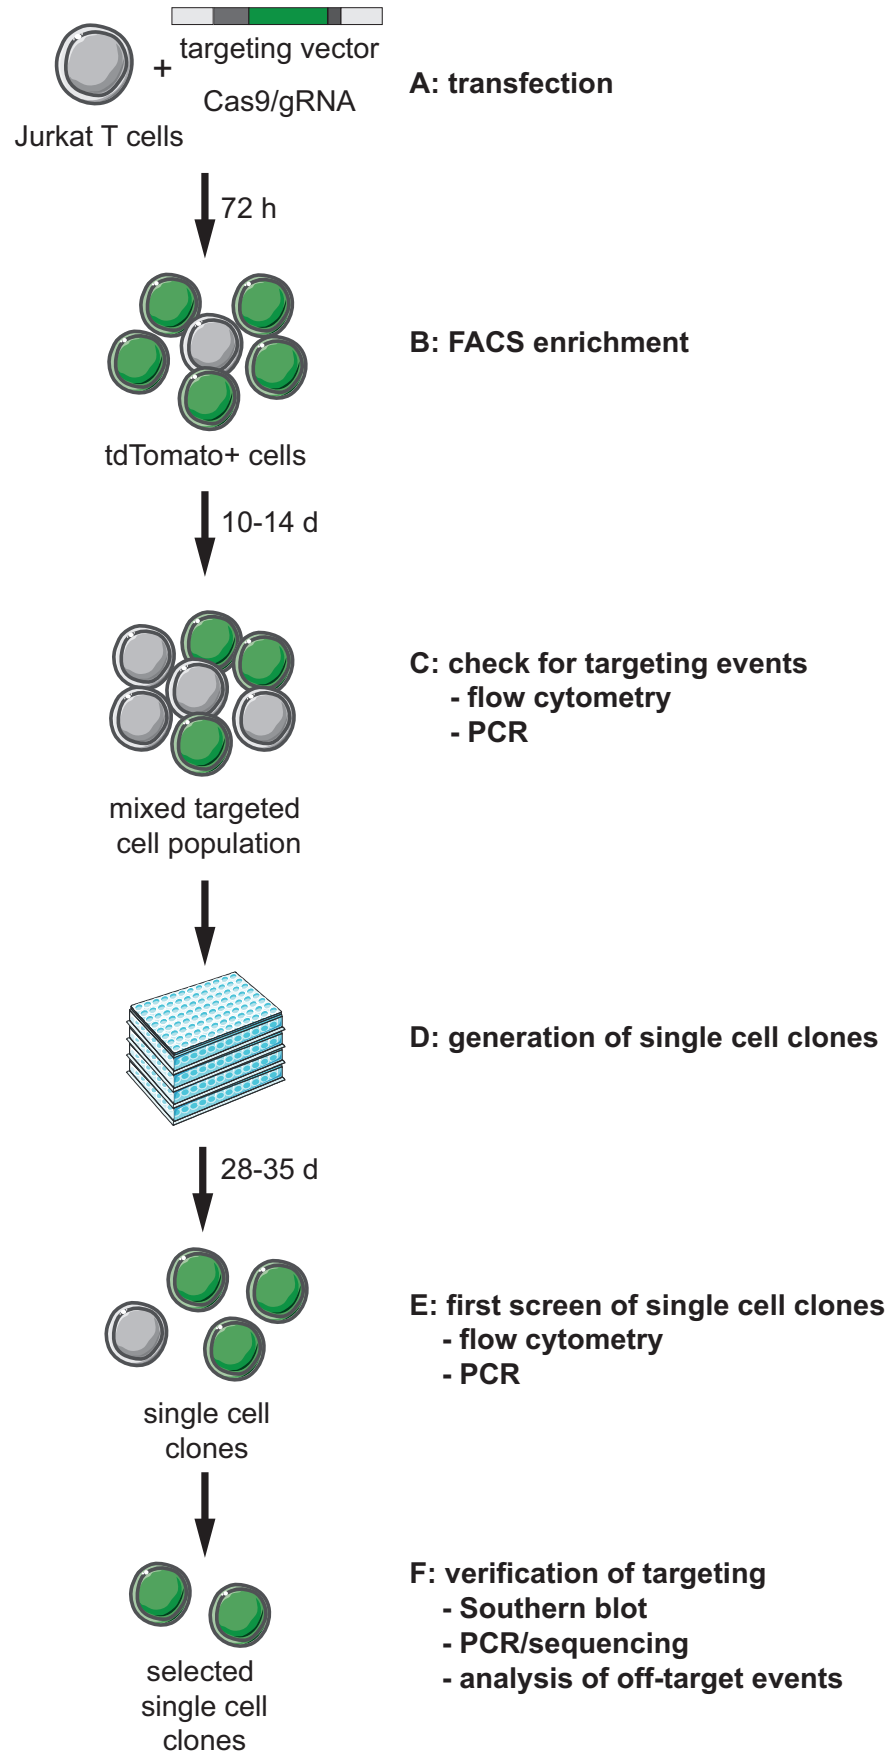 targeting vector
+
Cas9/gRNA
Jurkat T cells
A: transfection
72 h
B: FACS enrichment
tdTomato+ cells
10-14 d
C: check for targeting events
- flow cytometry
- PCR
mixed targeted
cell population
D: generation of single cell clones
28-35 d
E: first screen of single cell clones
- flow cytometry
- PCR
single cell
clones
F: verification of targeting
- Southern blot
- PCR/sequencing
- analysis of off-target events
selected
single cell
clones